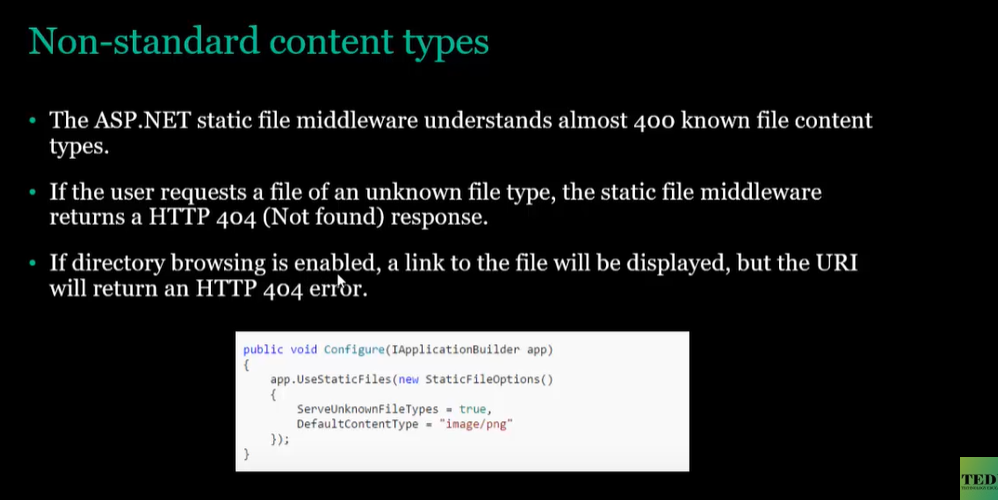 Non-standard content types
• The ASP.NET static file middleware understands almost 400 known file content
types.
• If the user requests a file of an unknown file type, the static file middleware
returns a HTTP 404 (Not found) response.
• If directory browsing is enabled, a link to the file will be displayed, but the URI
will return an HTTP 404 error.
public void Configure(IApplicationBuilder app)
{
    app.UseStaticFiles(new StaticFileOptions()
    {
        ServeUnknownFileTypes = true,
        DefaultContentType = "image/png"
    });
}
TED